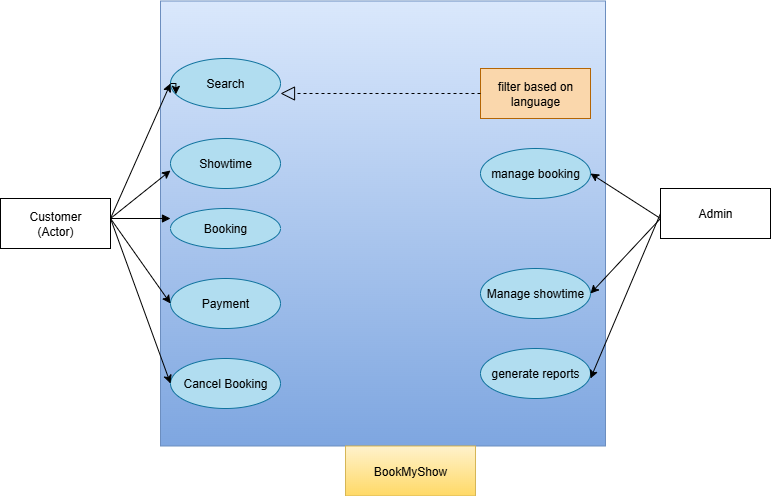 Search
filter based on
language
Showtime
manage booking
Customer
(Actor)
Admin
Booking
Payment
Manage showtime
Cancel Booking
generate reports
BookMyShow